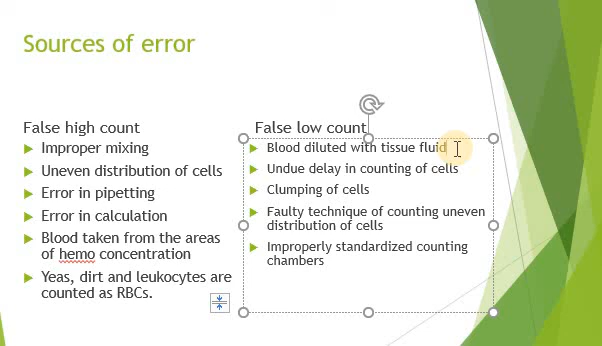 Sources of error
False high count
Improper mixing
Uneven distribution of cells
Error in pipetting
Error in calculation
Blood taken from the areas
of hemo concentration
Yeas, dirt and leukocytes are
counted as RBCs.
False low count
Blood diluted with tissue fluid
Undue delay in counting of cells
Clumping of cells
Faulty technique of counting uneven
distribution of cells
Improperly standardized counting
chambers